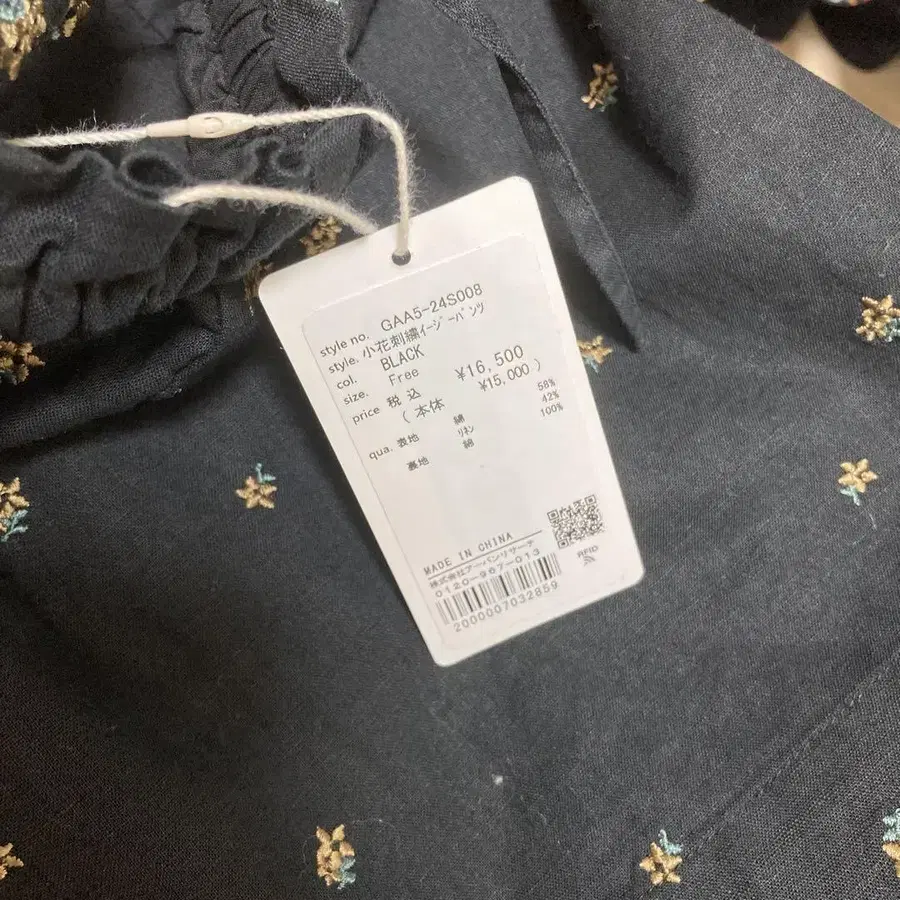 style no. GAA5-24S008
style. 小花刺繍ｲｰｼﾞｰﾊﾟﾝﾂ
col. BLACK
size. Free
price 税込 ¥16,500
(本体 ¥15,000)
qua. 表地 綿 58%
ﾘﾈﾝ 42%
裏地 綿 100%
MADE IN CHINA
株式会社アーバンリサーチ
0120-987-013
2000007032859
RFID